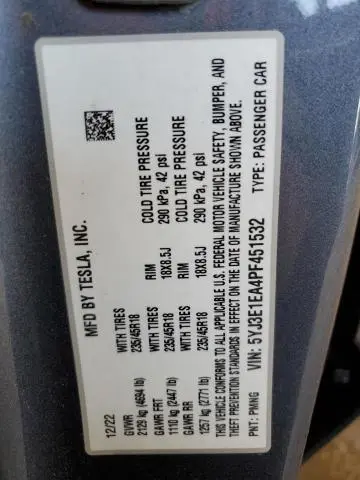 MFD BY TESLA, INC.
12/22
GVWR WITH TIRES RIM COLD TIRE PRESSURE
2129 kg (4694 lb) 235/45R18 18X8.5J 290 kPa, 42 psi
GAWR FRT WITH TIRES RIM COLD TIRE PRESSURE
1110 kg (2447 lb) 235/45R18 18X8.5J 290 kPa, 42 psi
GAWR RR
1257 kg (2771 lb)
THIS VEHICLE CONFORMS TO ALL APPLICABLE U.S. FEDERAL MOTOR VEHICLE SAFETY, BUMPER, AND
THEFT PREVENTION STANDARDS IN EFFECT ON THE DATE OF MANUFACTURE SHOWN ABOVE.
VIN: 5YJ3E1EA4PF451532
PNT: PMNG TYPE: PASSENGER CAR